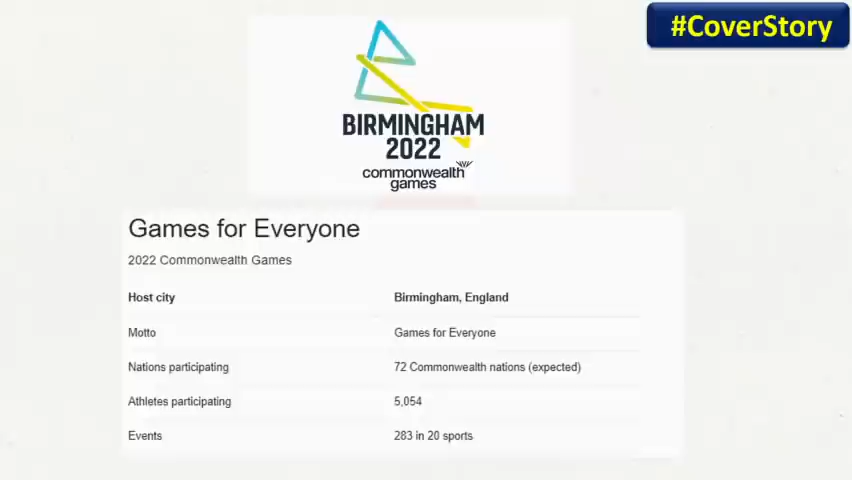 #CoverStory
BIRMINGHAM
2022
commonwealth
games
Games for Everyone
2022 Commonwealth Games
Host city Birmingham, England
Motto Games for Everyone
Nations participating 72 Commonwealth nations (expected)
Athletes participating 5,054
Events 283 in 20 sports